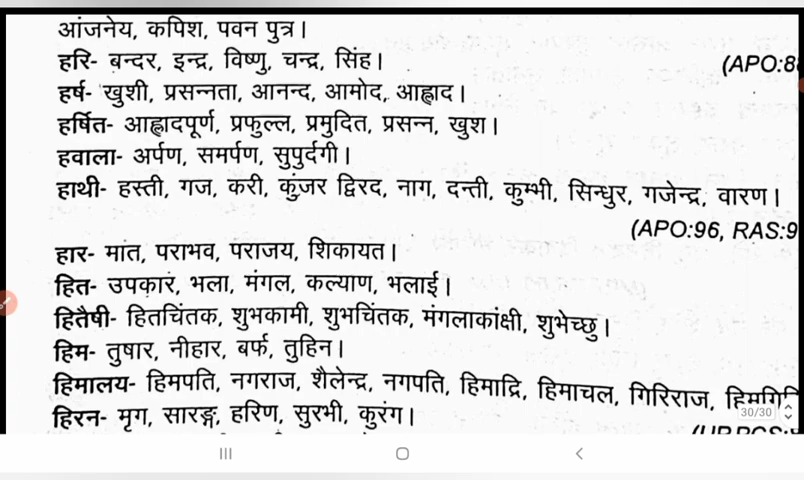 आंजनेय, कपिश, पवन पुत्र।
हरि- बन्दर, इन्द्र, विष्णु, चन्द्र, सिंह।
(APO:8
हर्ष- खुशी, प्रसन्नता, आनन्द, आमोद, आह्लाद।
हर्षित- आह्लादपूर्ण, प्रफुल्ल, प्रमुदित, प्रसन्न, खुश।
हवाला- अर्पण, समर्पण, सुपुर्दगी।
हाथी- हस्ती, गज, करी, कुंजर द्विरद, नाग, दन्ती, कुम्भी, सिन्धुर, गजेन्द्र, वारण।
(APO:96, RAS:9
हार- मात, पराभव, पराजय, शिकायत।
हित- उपकार, भला, मंगल, कल्याण, भलाई।
हितैषी- हितचिंतक, शुभकामी, शुभचिंतक, मंगलाकांक्षी, शुभेच्छु।
हिम- तुषार, नीहार, बर्फ, तुहिन।
हिमालय- हिमपति, नगराज, शैलेन्द्र, नगपति, हिमाद्रि, हिमाचल, गिरिराज,
30/30
हिरन- मृग, सारङ्ग, हरिण, सुरभी, कुरंग।